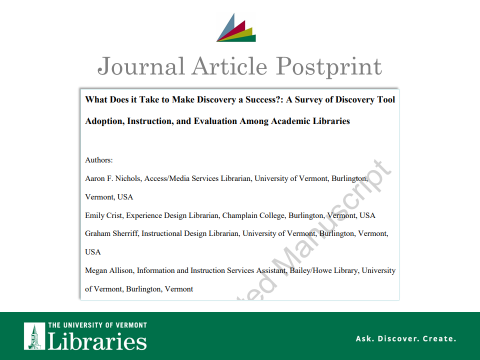 Journal Article Postprint
What Does it Take to Make Discovery a Success?: A Survey of Discovery Tool
Adoption, Instruction, and Evaluation Among Academic Libraries
Authors:
Aaron F. Nichols, Access/Media Services Librarian, University of Vermont, Burlington,
Vermont, USA
Emily Crist, Experience Design Librarian, Champlain College, Burlington, Vermont, USA
Graham Sherriff, Instructional Design Librarian, University of Vermont, Burlington, Vermont,
USA
Megan Allison, Information and Instruction Services Assistant, Bailey/Howe Library, University
of Vermont, Burlington, Vermont
ted Manuscript
THE UNIVERSITY OF VERMONT
Libraries
Ask. Discover. Create.